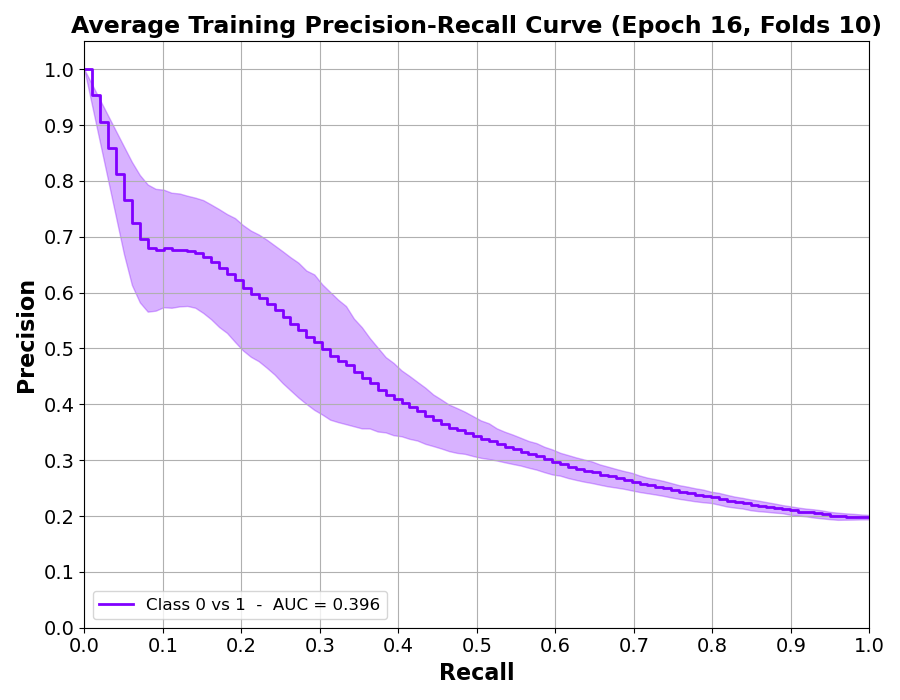 Average Training Precision-Recall Curve (Epoch 16, Folds 10)
1.0
0.9
0.8
0.7
0.6
0.5
0.4
0.3
0.2
0.1
0.0
Precision
Class 0 vs 1 - AUC = 0.396
0.0 0.1 0.2 0.3 0.4 0.5 0.6 0.7 0.8 0.9 1.0
Recall